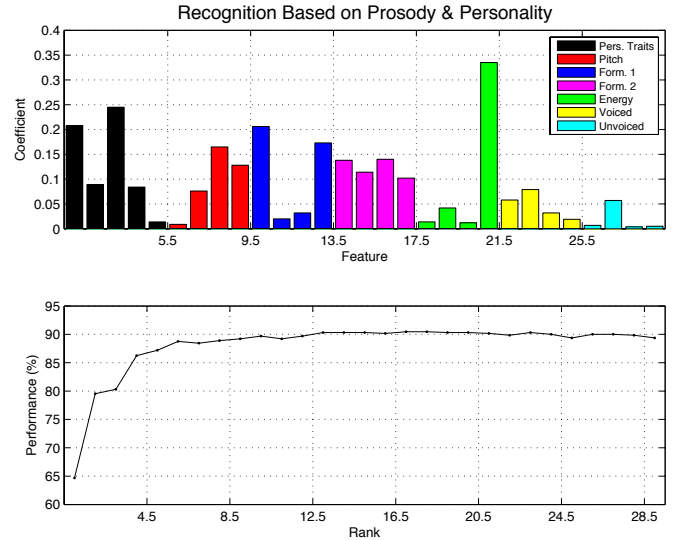 Recognition Based on Prosody & Personality
0.4
0.35
0.3
0.25
0.2
0.15
0.1
0.05
0
Coefficient
Pers. Traits
Pitch
Form. 1
Form. 2
Energy
Voiced
Unvoiced
5.5 9.5 13.5 17.5 21.5 25.5
Feature
95
90
85
80
75
70
65
60
Performance (%)
4.5 8.5 12.5 16.5 20.5 24.5 28.5
Rank